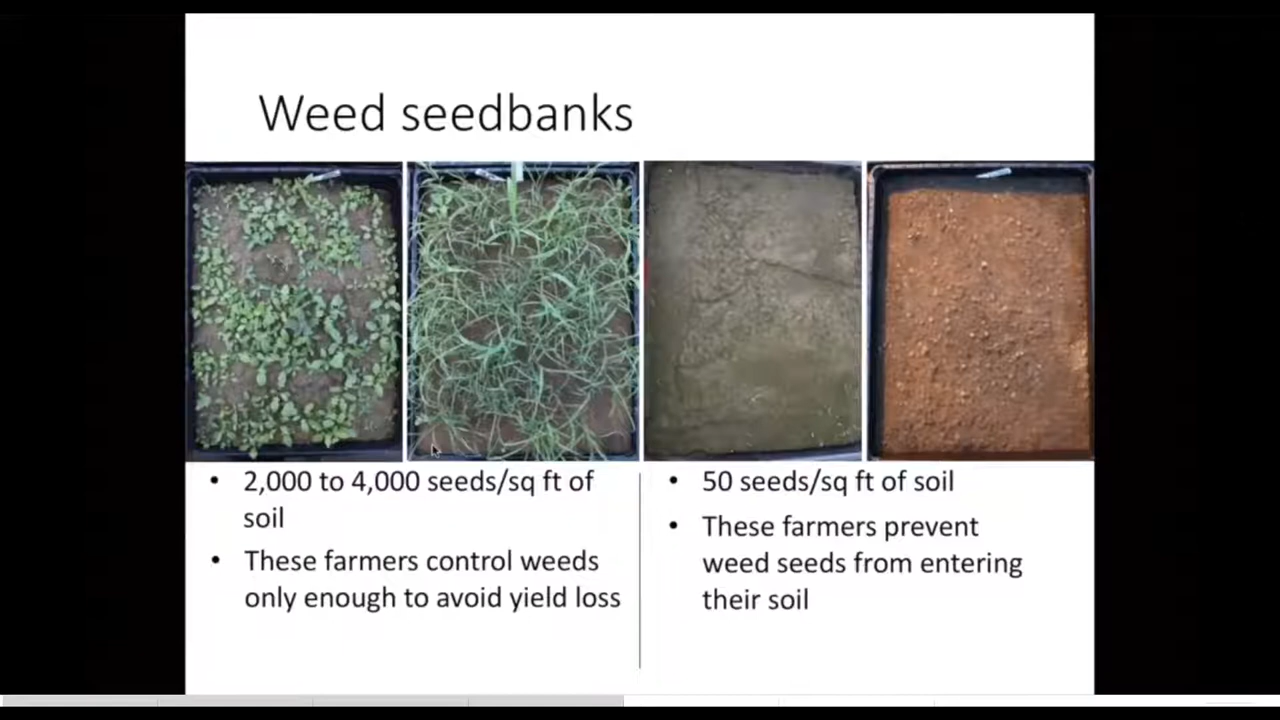 Weed seedbanks
• 2,000 to 4,000 seeds/sq ft of
soil
• These farmers control weeds
only enough to avoid yield loss
• 50 seeds/sq ft of soil
• These farmers prevent
weed seeds from entering
their soil